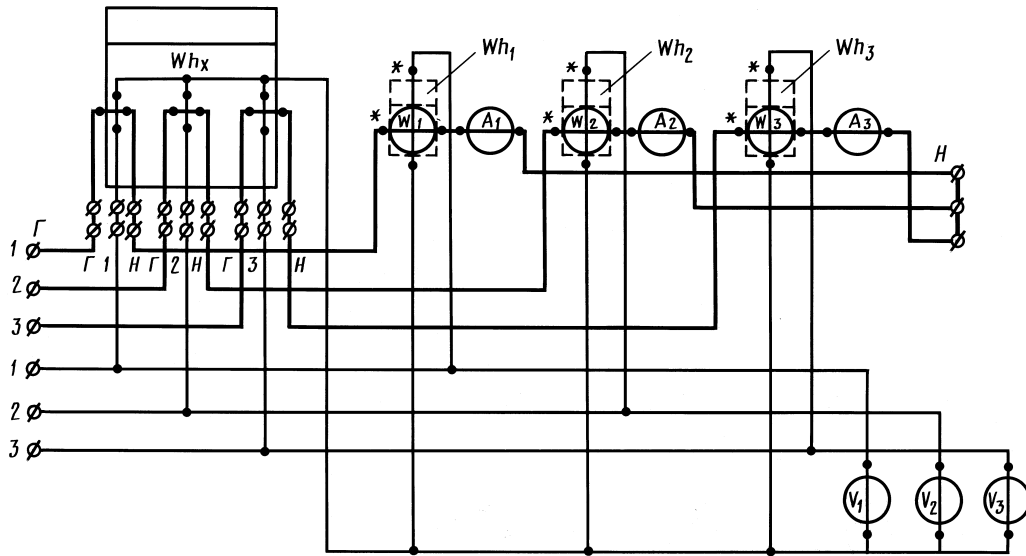 Whx
* Wh1
* Wh2
* Wh3
* W1 A1
* W2 A2
* W3 A3
Н
Г
1
Г 1 Н Г 2 Н Г 3 Н
2
3
1
2
3
V1 V2 V3